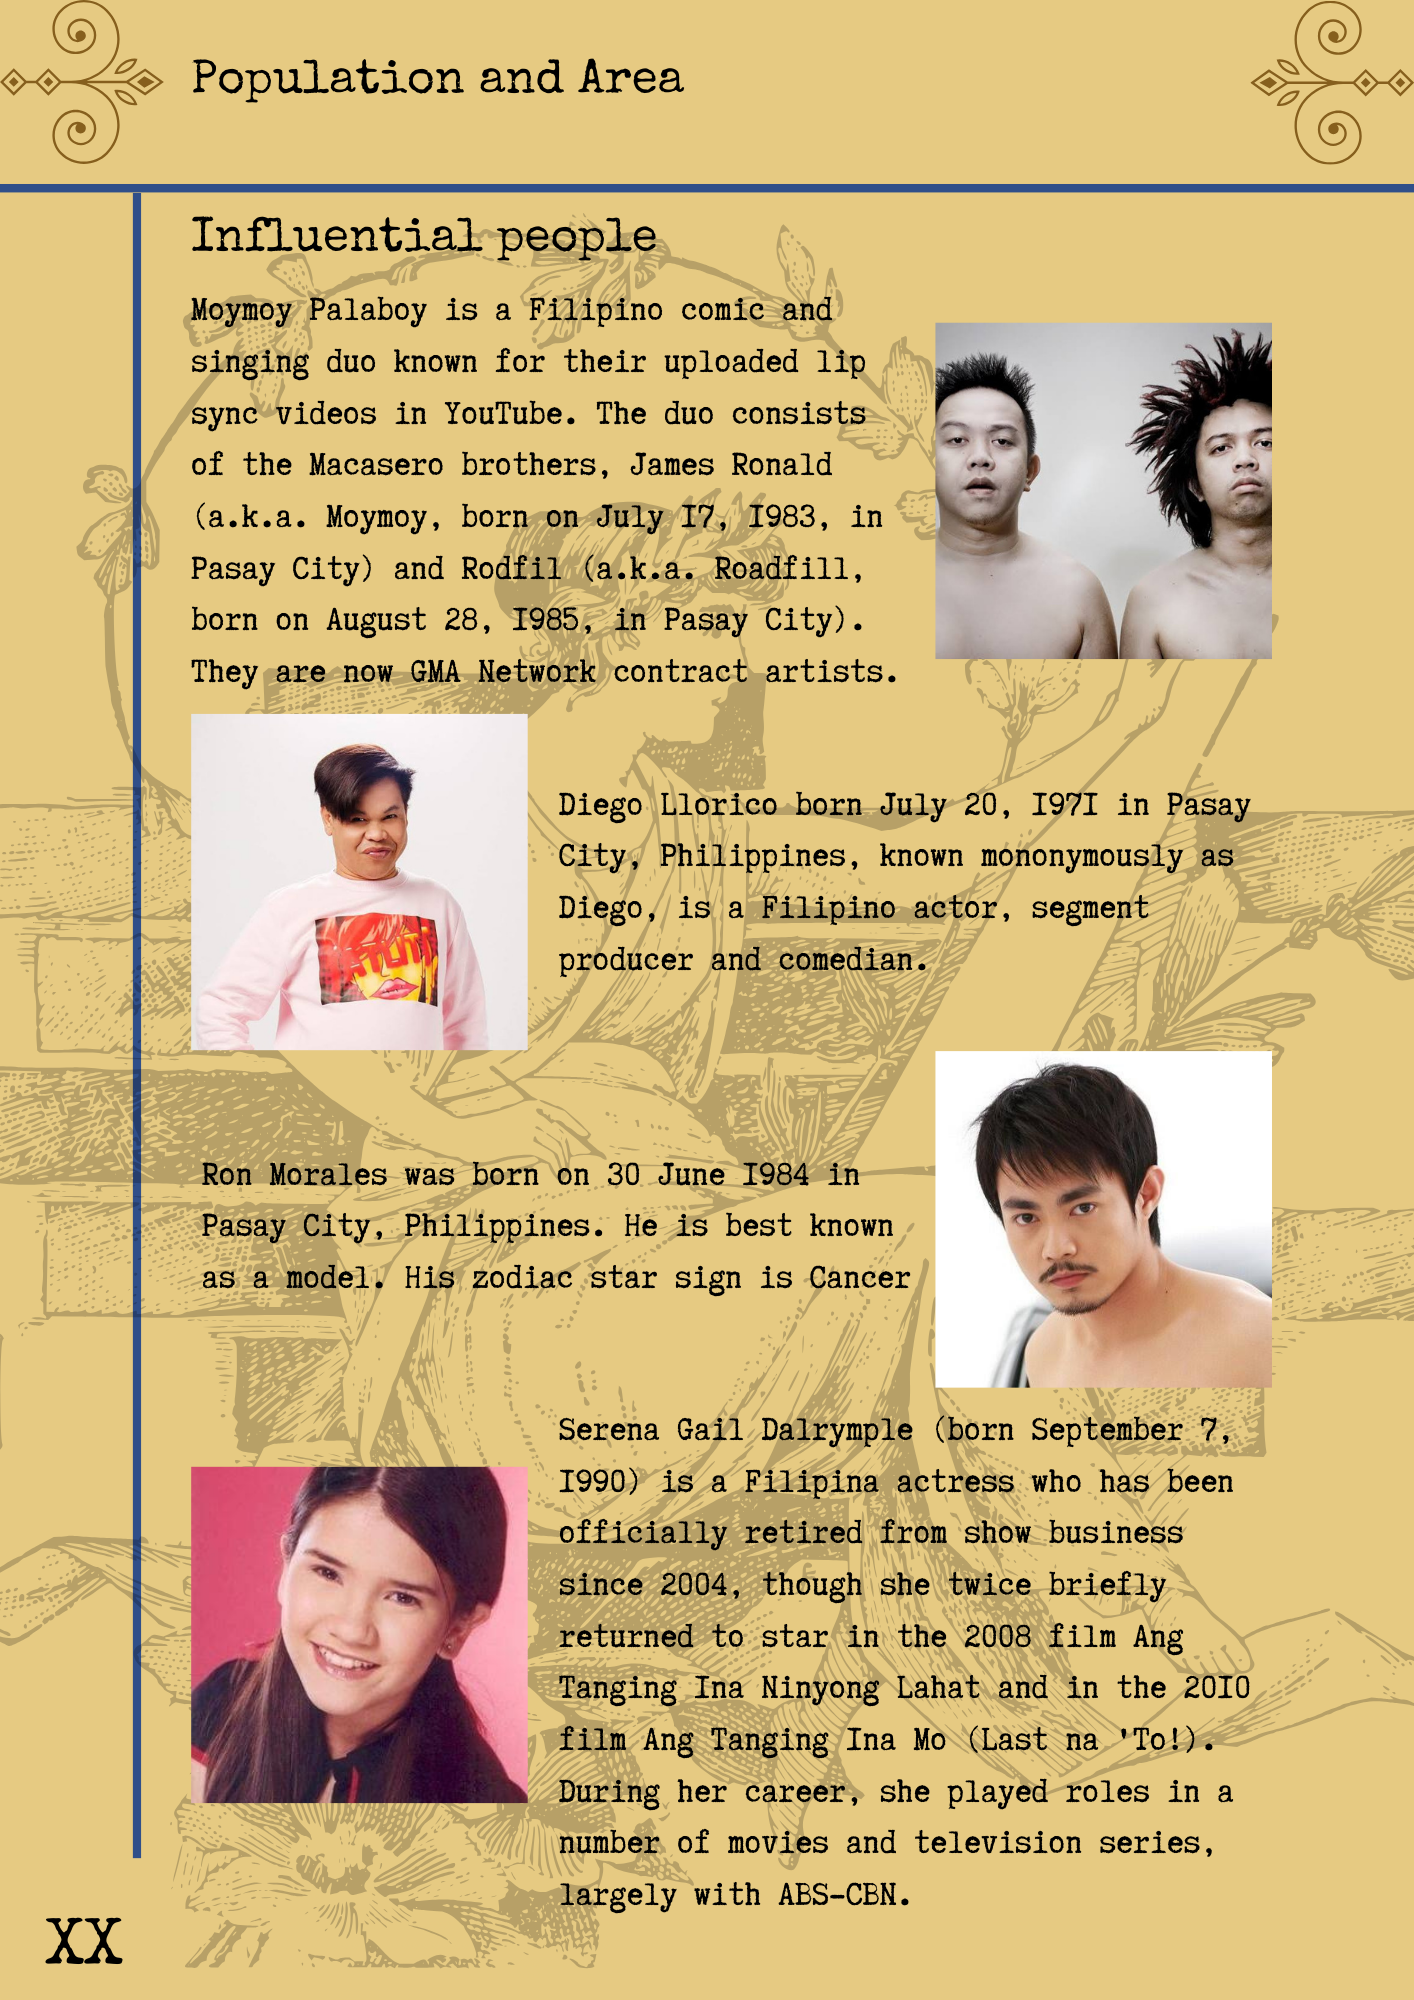 Population and Area
Influential people
Moymoy Palaboy is a Filipino comic and
singing duo known for their uploaded lip
sync videos in YouTube. The duo consists
of the Macasero brothers, James Ronald
(a.k.a. Moymoy, born on July 17, 1983, in
Pasay City) and Rodfil (a.k.a. Roadfill,
born on August 28, 1985, in Pasay City).
They are now GMA Network contract artists.
Diego Llorico born July 20, 1971 in Pasay
City, Philippines, known mononymously as
Diego, is a Filipino actor, segment
producer and comedian.
Ron Morales was born on 30 June 1984 in
Pasay City, Philippines. He is best known
as a model. His zodiac star sign is Cancer
Serena Gail Dalrymple (born September 7,
1990) is a Filipina actress who has been
officially retired from show business
since 2004, though she twice briefly
returned to star in the 2008 film Ang
Tanging Ina Ninyong Lahat and in the 2010
film Ang Tanging Ina Mo (Last na 'To!).
During her career, she played roles in a
number of movies and television series,
largely with ABS-CBN.
XX